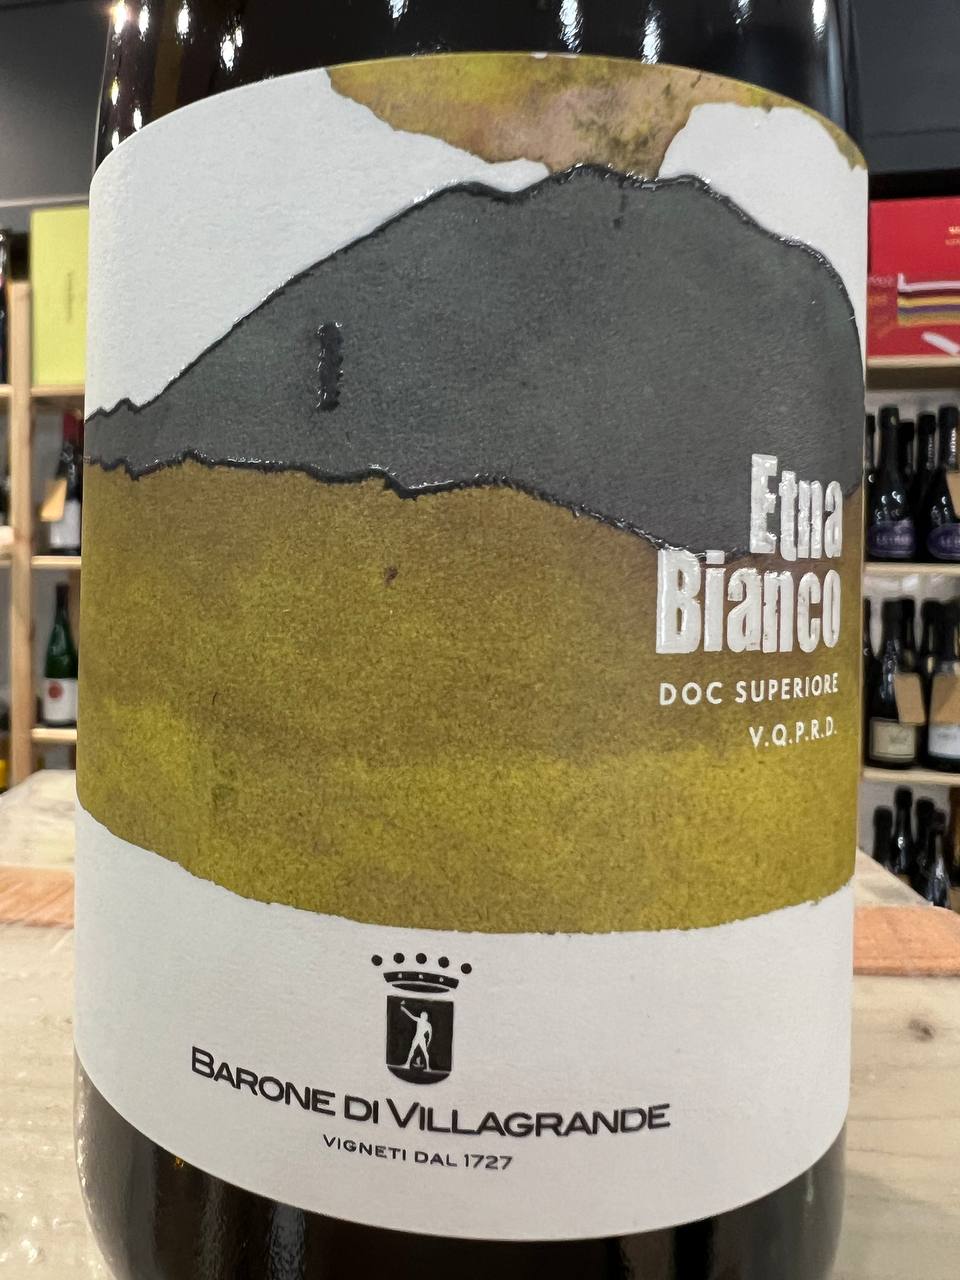 Etna
Bianco
DOC SUPERIORE
V.Q.P.R.D.
BARONE DI VILLAGRANDE
VIGNETI DAL 1727